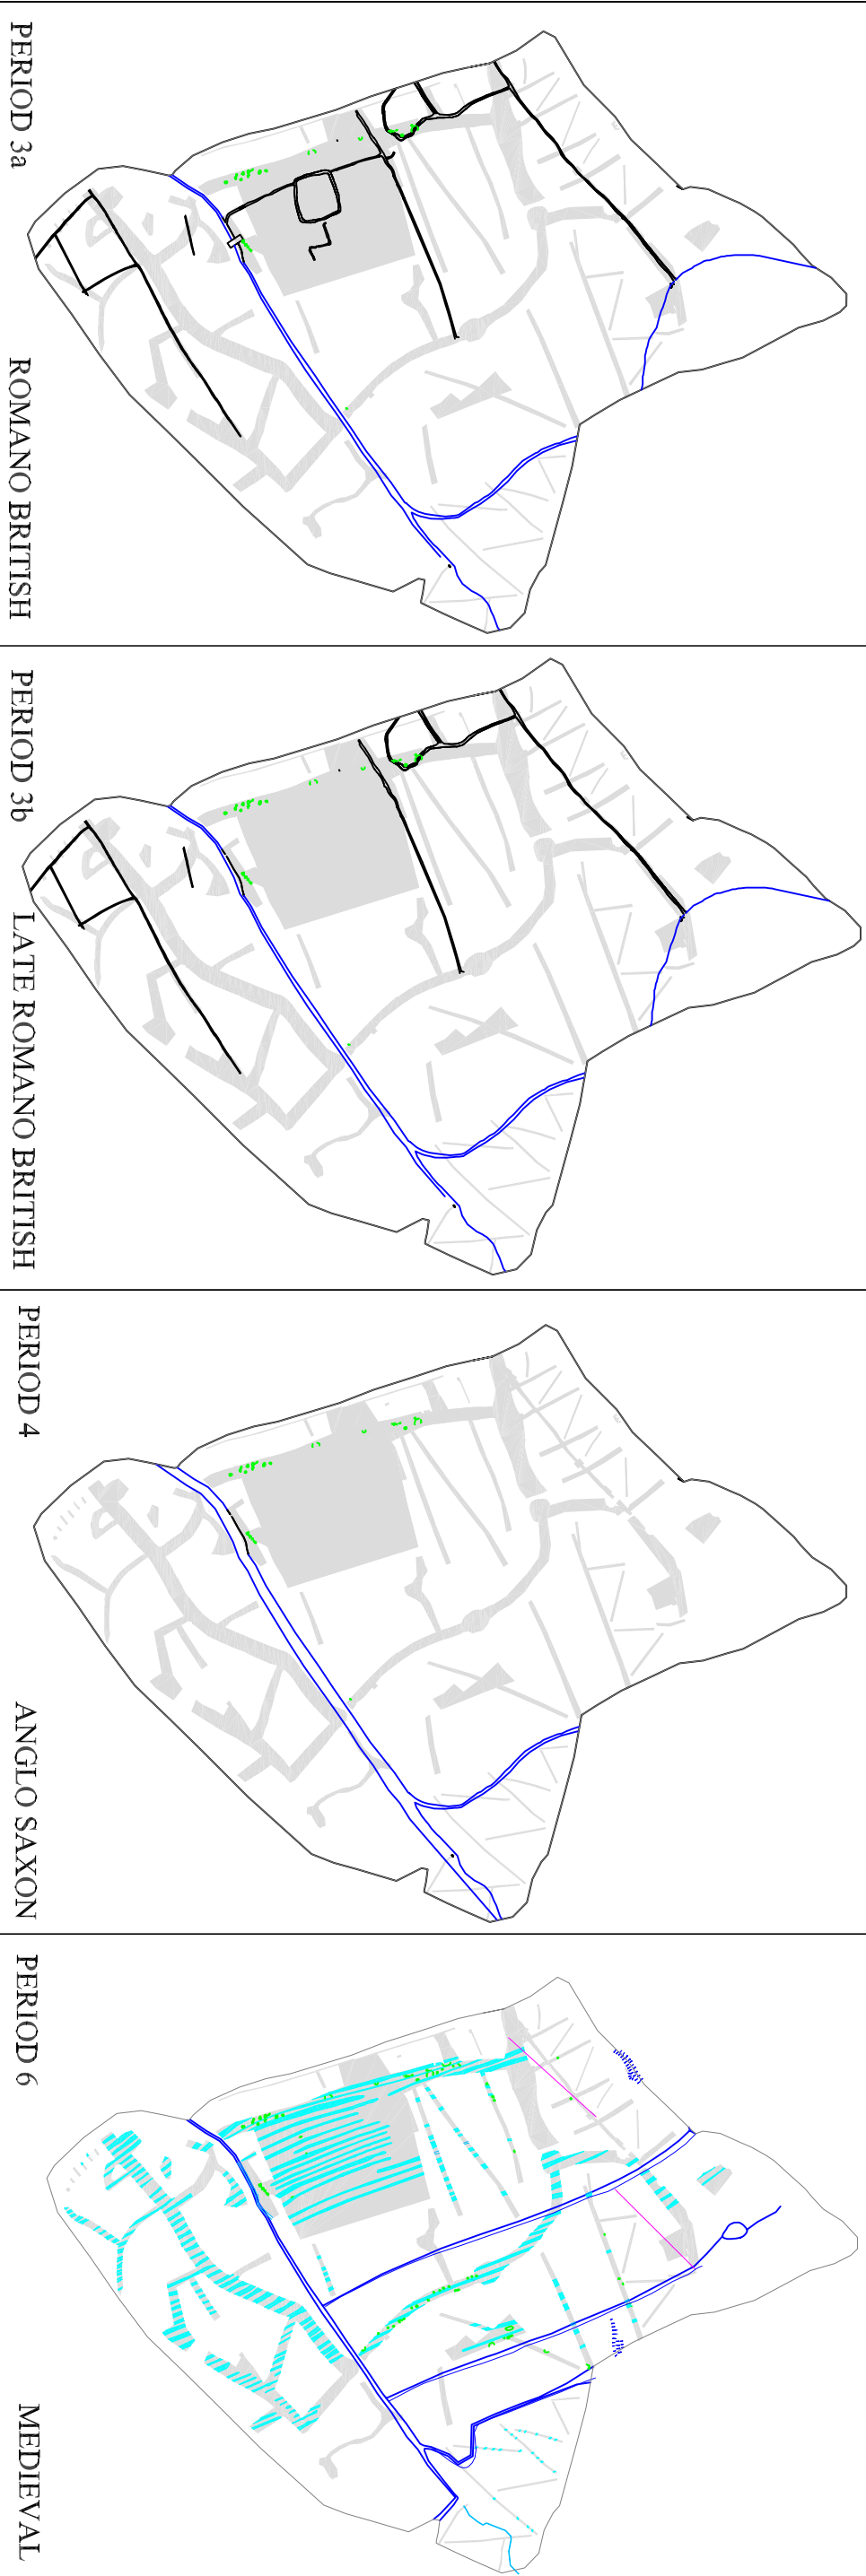 PERIOD 3a
ROMANO BRITISH
PERIOD 3b
LATE ROMANO BRITISH
PERIOD 4
ANGLO SAXON
PERIOD 6
MEDIEVAL